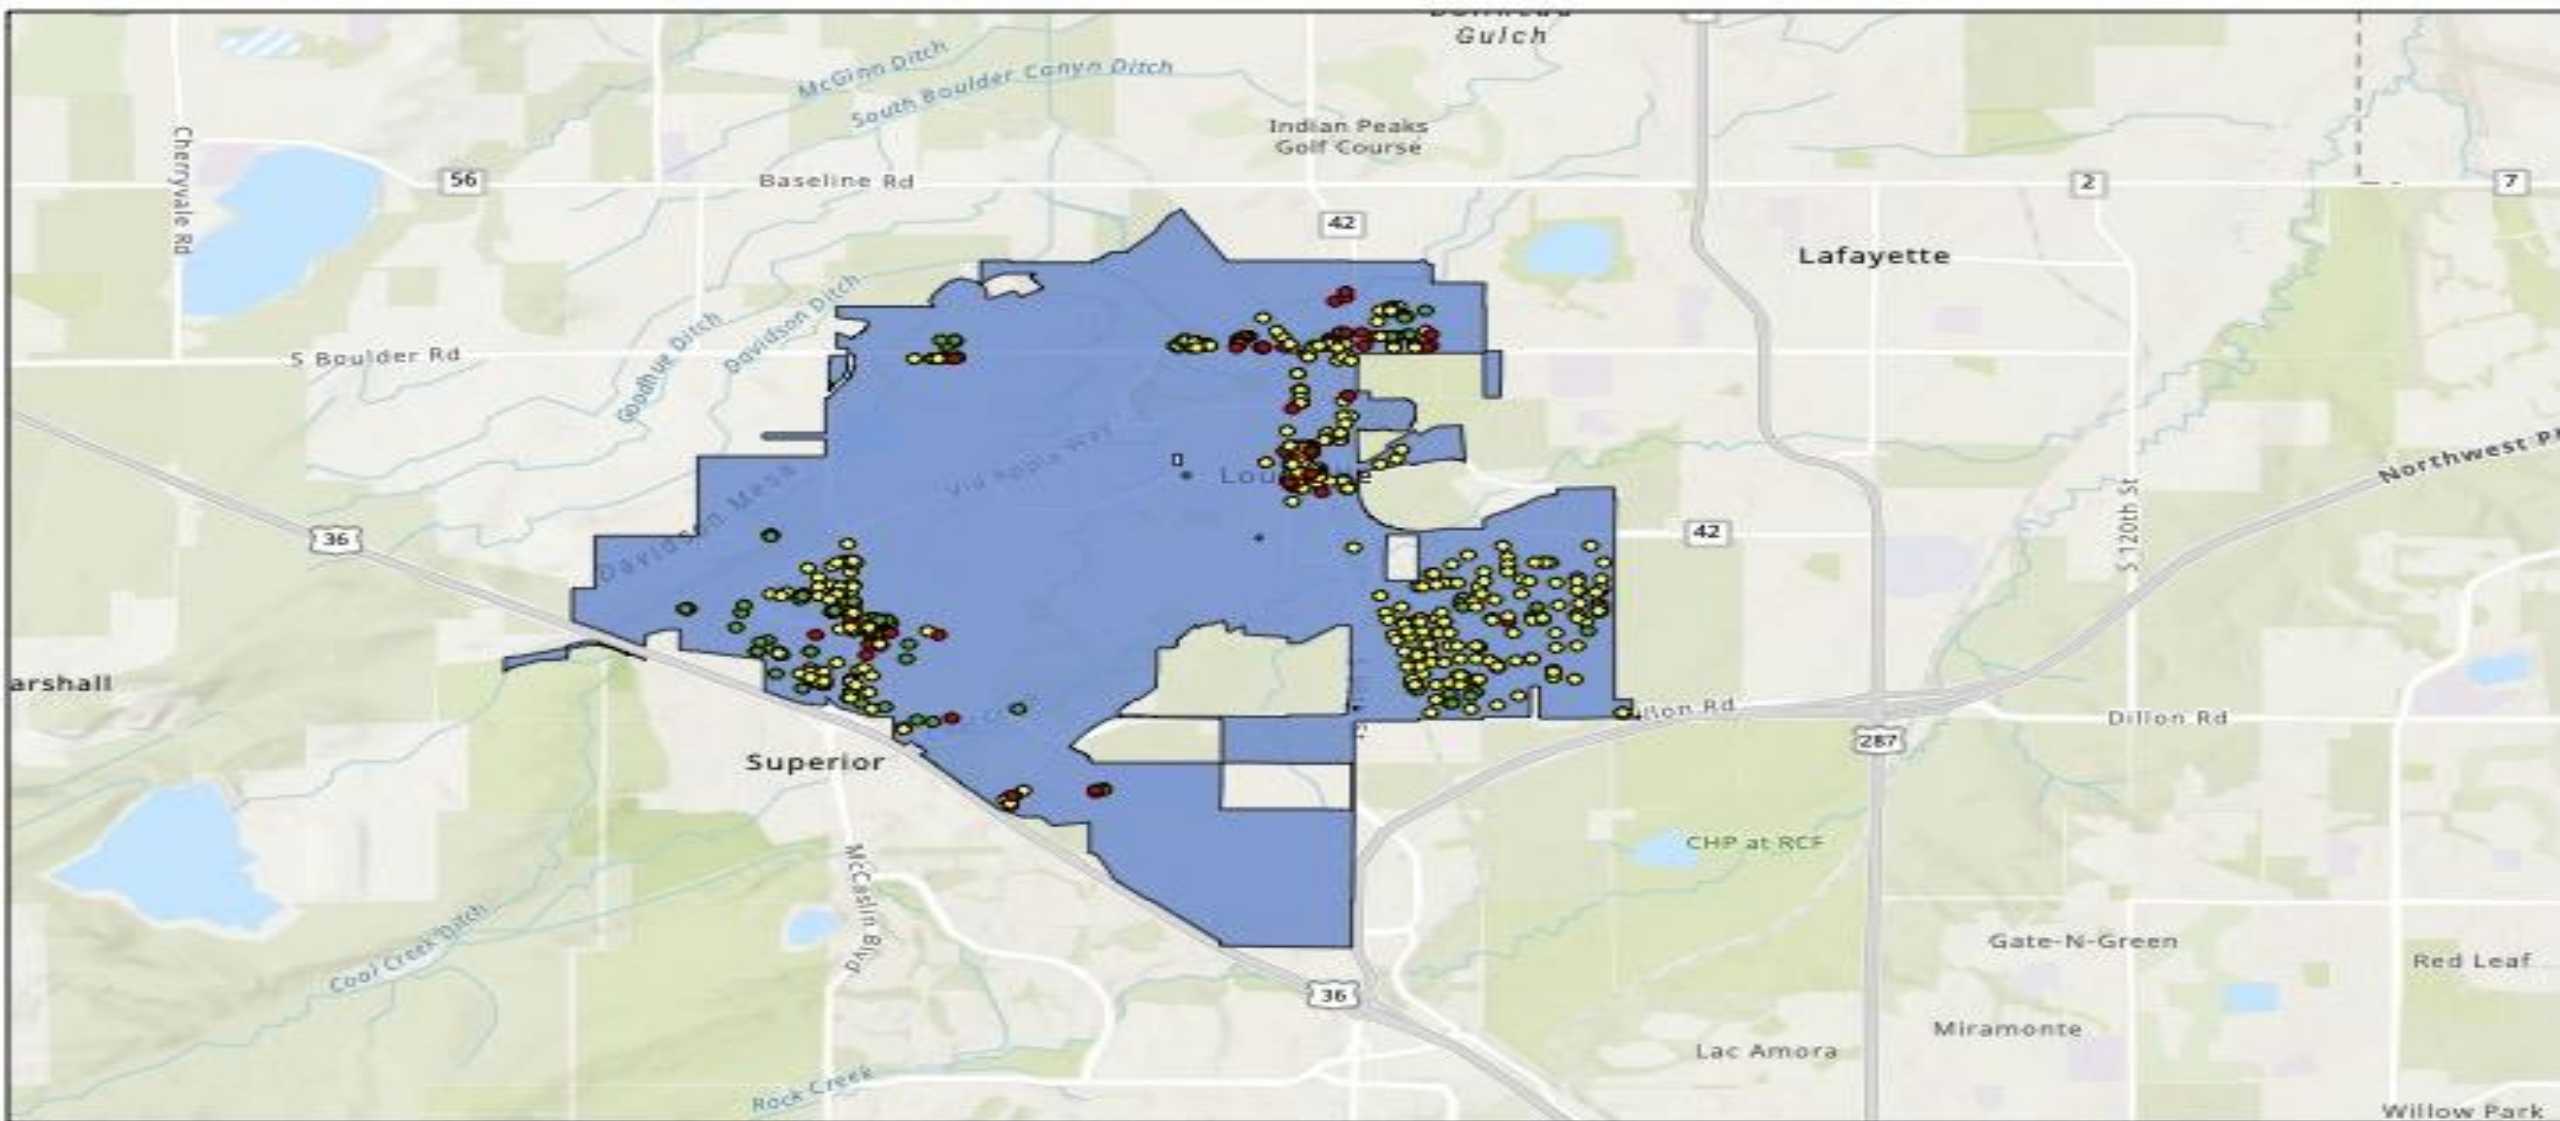 Gulch
McGinn Ditch
South Boulder Canyn Ditch
Indian Peaks
Golf Course
Cherryvale Rd
56
Baseline Rd
2
7
42
Lafayette
Davidson Ditch
Goodhue Ditch
S Boulder Rd
Via Appia Way
Northwest
Davidson Mesa
Lou
e
S 120th St
36
42
arshall
llon Rd
Dillon Rd
287
Superior
CHP at RCF
McCaslin Blvd
Coal Creek Ditch
Gate-N-Green
Red Leaf
36
Miramonte
Lac Amora
Rock Creek
Willow Park